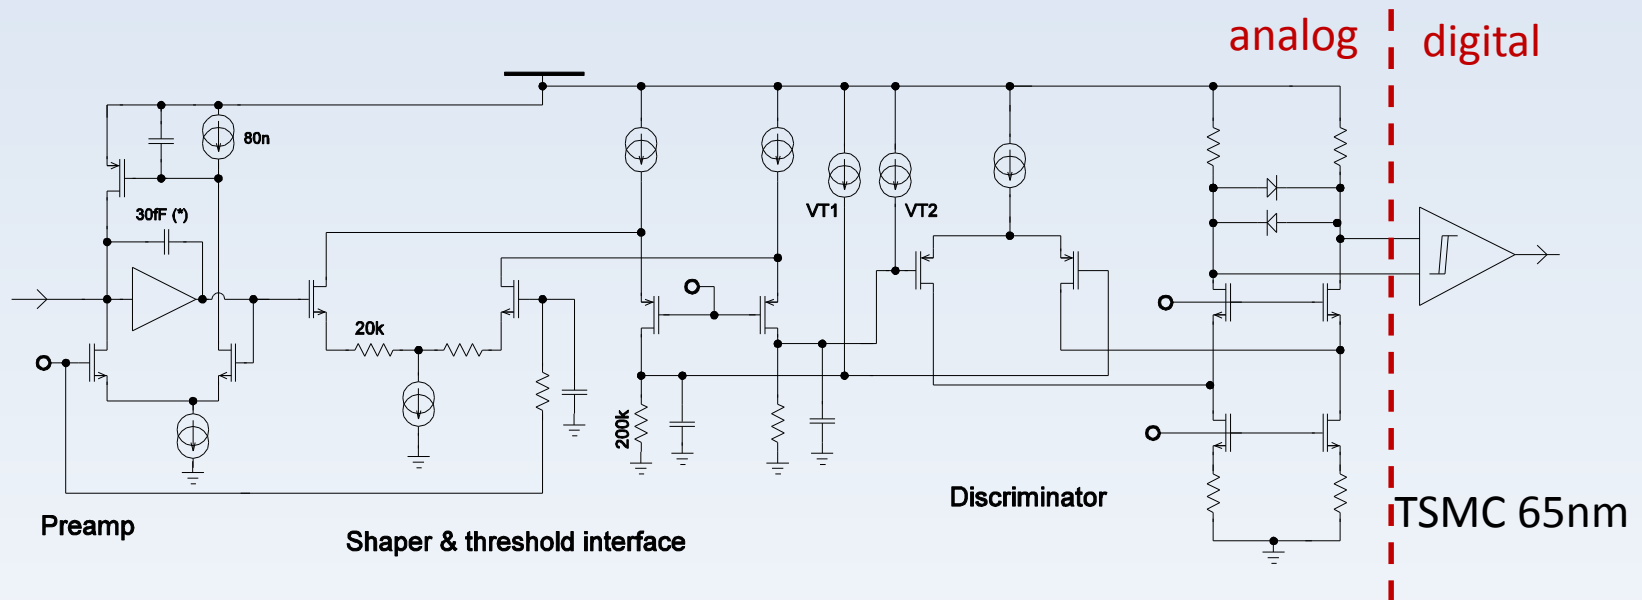 analog
digital
80n
30fF (*)
VT1
VT2
20k
200k
Preamp
Shaper & threshold interface
Discriminator
TSMC 65nm